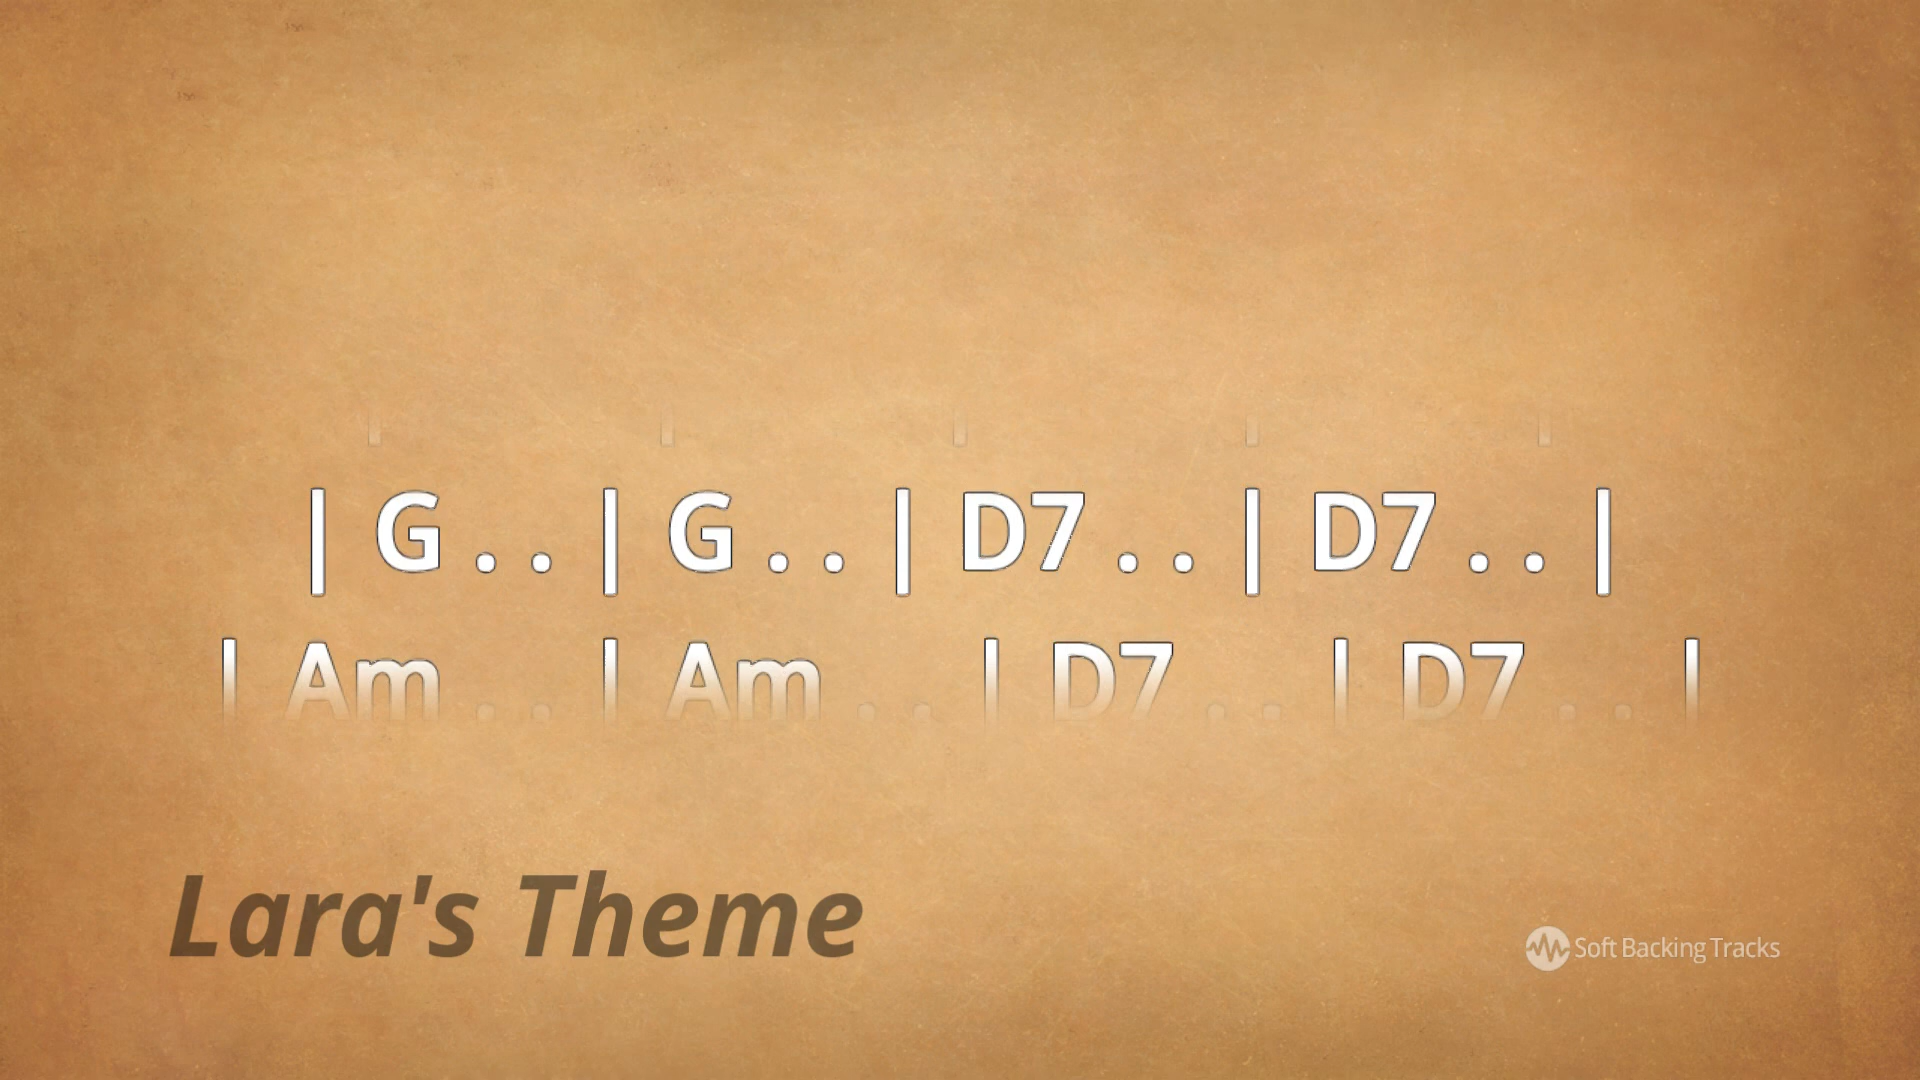 | G . . | G . . | D7 . . | D7 . . |
| Am . . | Am . . | D7 . . | D7 . . |
Lara's Theme
Soft Backing Tracks